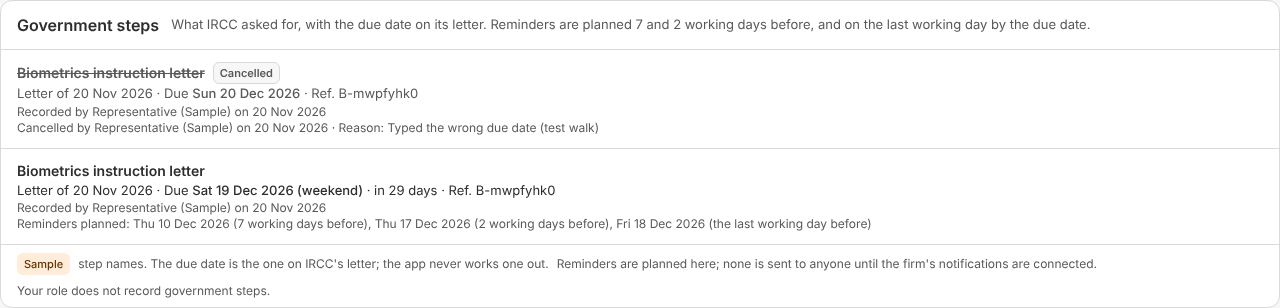 Government steps What IRCC asked for, with the due date on its letter. Reminders are planned 7 and 2 working days before, and on the last working day by the due date.
Biometrics instruction letter Cancelled
Letter of 20 Nov 2026 · Due Sun 20 Dec 2026 · Ref. B-mwpfyhk0
Recorded by Representative (Sample) on 20 Nov 2026
Cancelled by Representative (Sample) on 20 Nov 2026 · Reason: Typed the wrong due date (test walk)
Biometrics instruction letter
Letter of 20 Nov 2026 · Due Sat 19 Dec 2026 (weekend) · in 29 days · Ref. B-mwpfyhk0
Recorded by Representative (Sample) on 20 Nov 2026
Reminders planned: Thu 10 Dec 2026 (7 working days before), Thu 17 Dec 2026 (2 working days before), Fri 18 Dec 2026 (the last working day before)
Sample step names. The due date is the one on IRCC's letter; the app never works one out. Reminders are planned here; none is sent to anyone until the firm's notifications are connected.
Your role does not record government steps.